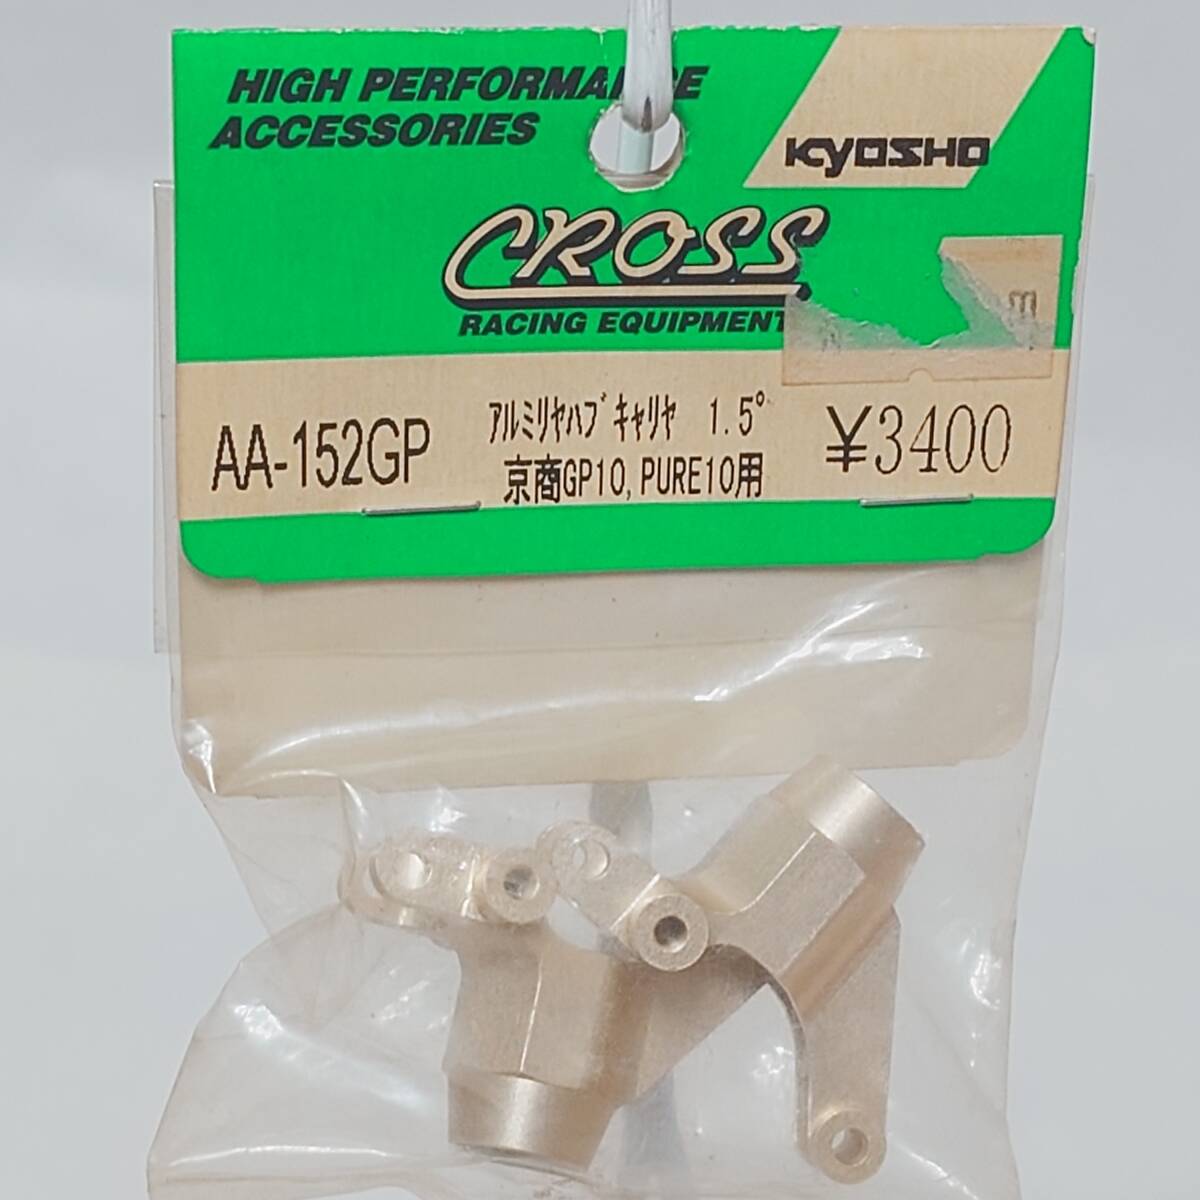 HIGH PERFORMANCE
ACCESSORIES
KYOSHO
CROSS
RACING EQUIPMENT
AA-152GP
ｱﾙﾐﾘﾔﾊﾌﾞｷｬﾘﾔ 1.5°
京商GP10,PURE10用
¥3400